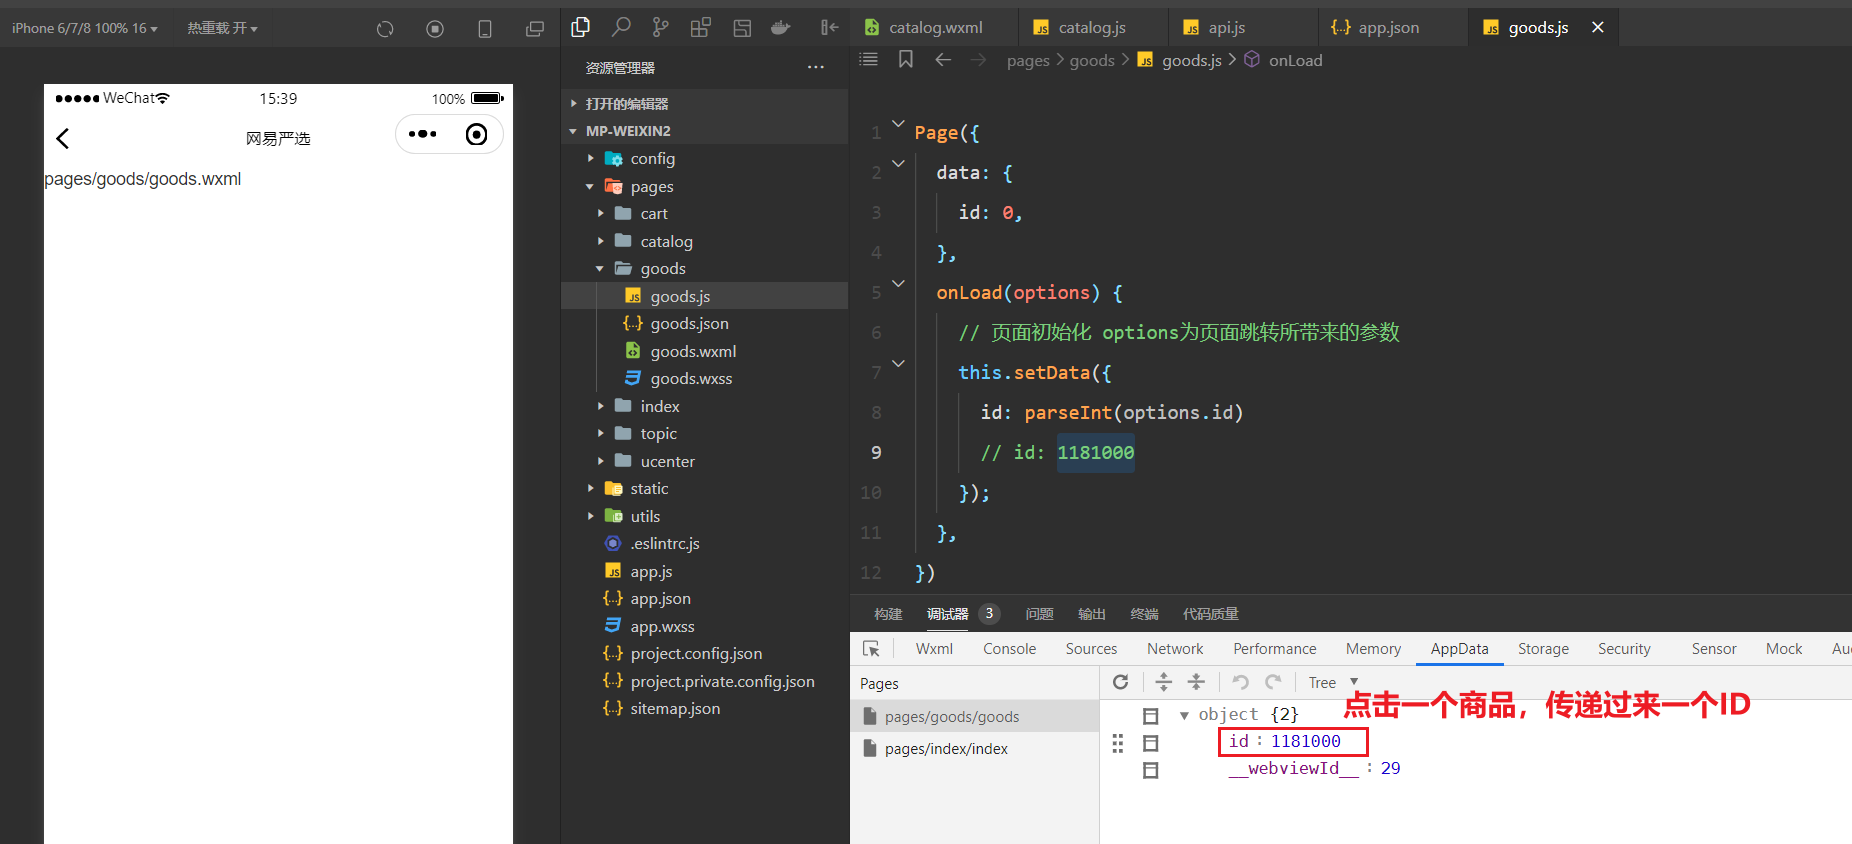 iPhone 6/7/8 100% 16
热重载 开
WeChat
15:39
100%
网易严选
pages/goods/goods.wxml
资源管理器
打开的编辑器
MP-WEIXIN2
config
pages
cart
catalog
goods
goods.js
goods.json
goods.wxml
goods.wxss
index
topic
ucenter
static
utils
.eslintrc.js
app.js
app.json
app.wxss
project.config.json
project.private.config.json
sitemap.json
catalog.wxml
catalog.js
api.js
app.json
goods.js
pages > goods > goods.js > onLoad
1 Page({
2 data: {
3 id: 0,
4 },
5 onLoad(options) {
6 // 页面初始化 options为页面跳转所带来的参数
7 this.setData({
8 id: parseInt(options.id)
9 // id: 1181000
10 });
11 },
12 })
构建 调试器 3 问题 输出 终端 代码质量
Wxml Console Sources Network Performance Memory AppData Storage Security Sensor Mock Au
Pages
Tree
pages/goods/goods
pages/index/index
点击一个商品，传递过来一个ID
object {2}
id : 1181000
__webviewId__ : 29